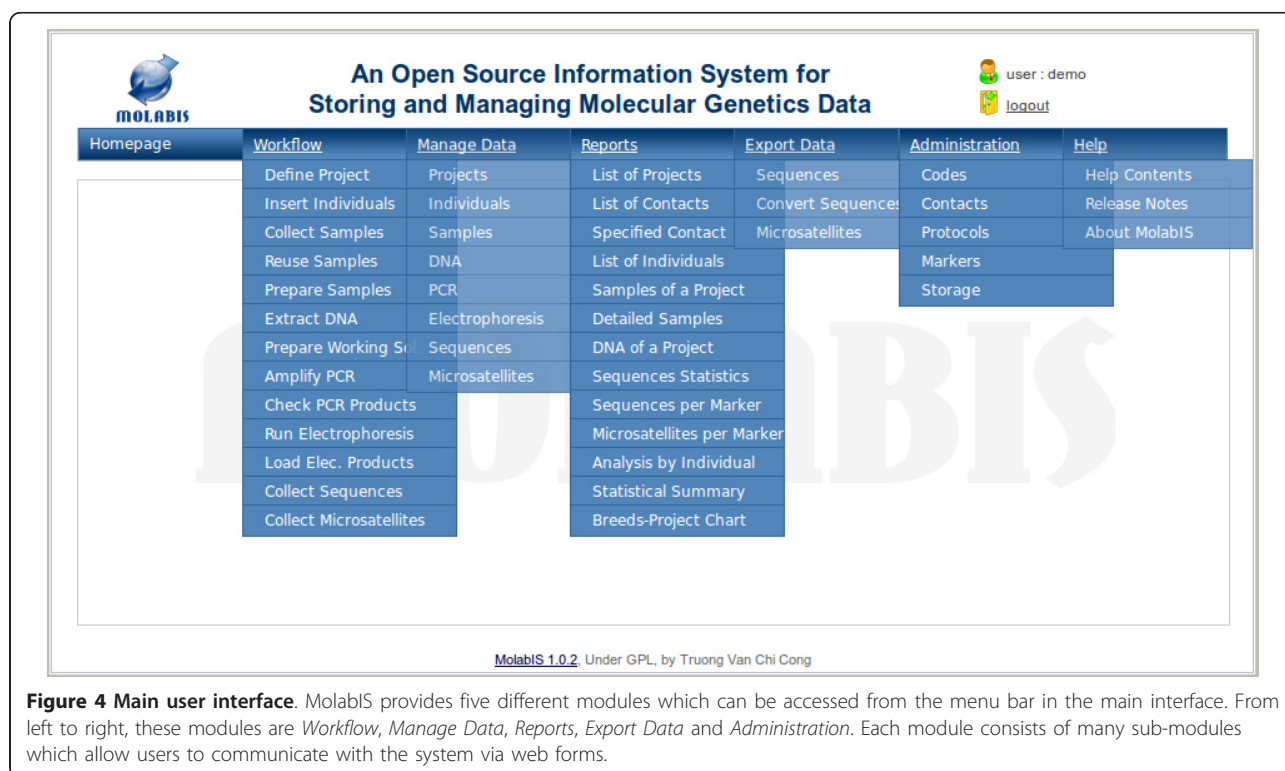 An Open Source Information System for
Storing and Managing Molecular Genetics Data
MOLABIS
user : demo
logout
Homepage
Workflow
Manage Data
Reports
Export Data
Administration
Help
Define Project
Insert Individuals
Collect Samples
Reuse Samples
Prepare Samples
Extract DNA
Prepare Working Sol.
Amplify PCR
Check PCR Products
Run Electrophoresis
Load Elec. Products
Collect Sequences
Collect Microsatellites
Projects
Individuals
Samples
DNA
PCR
Electrophoresis
Sequences
Microsatellites
List of Projects
List of Contacts
Specified Contact
List of Individuals
Samples of a Project
Detailed Samples
DNA of a Project
Sequences Statistics
Sequences per Marker
Microsatellites per Marker
Analysis by Individual
Statistical Summary
Breeds-Project Chart
Sequences
Convert Sequences
Microsatellites
Codes
Contacts
Protocols
Markers
Storage
Help Contents
Release Notes
About MolabIS
MolabIS 1.0.2, Under GPL, by Truong Van Chi Cong
Figure 4 Main user interface. MolabIS provides five different modules which can be accessed from the menu bar in the main interface. From
left to right, these modules are Workflow, Manage Data, Reports, Export Data and Administration. Each module consists of many sub-modules
which allow users to communicate with the system via web forms.